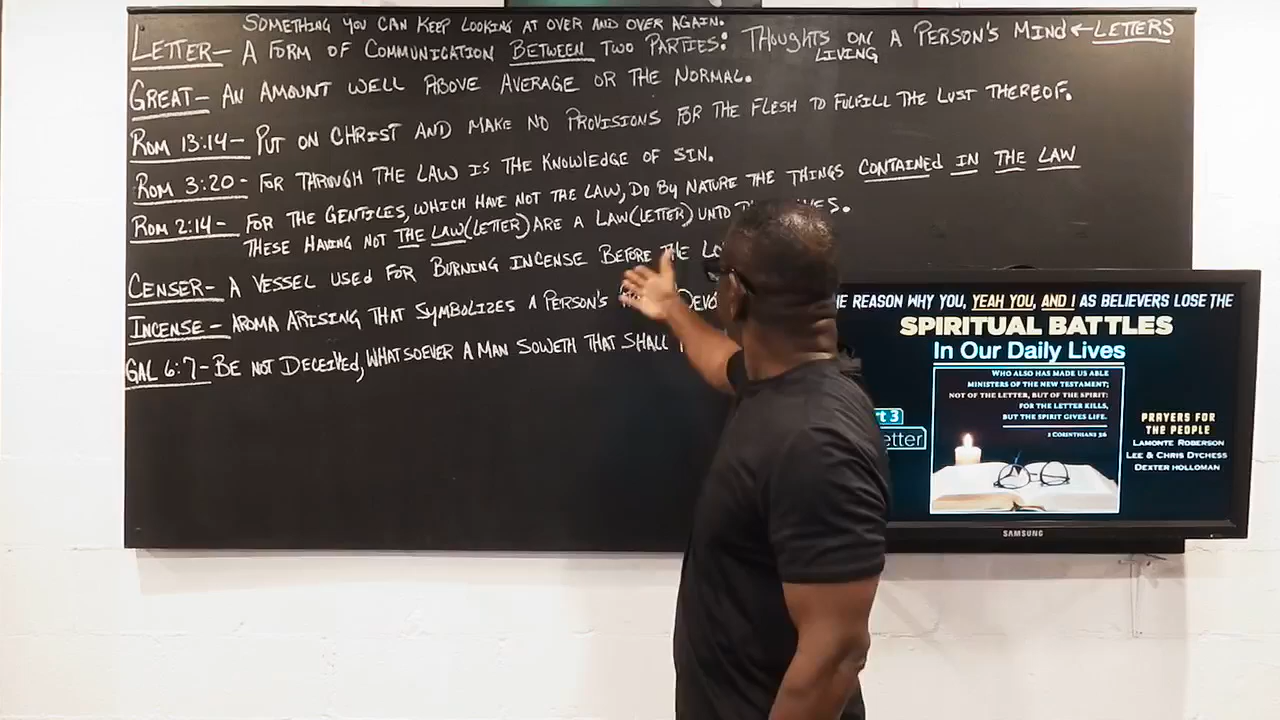 SOMETHING YOU CAN KEEP LOOKING AT OVER AND OVER AGAIN.
LETTER- A FORM OF COMMUNICATION BETWEEN TWO PARTIES: THOUGHTS ON A PERSON'S MIND ← LETTERS
LIVING
GREAT- AN AMOUNT WELL ABOVE AVERAGE OR THE NORMAL.
ROM 13:14- PUT ON CHRIST AND MAKE NO PROVISIONS FOR THE FLESH TO FULFILL THE LUST THEREOF.
ROM 3:20- FOR THROUGH THE LAW IS THE KNOWLEDGE OF SIN.
ROM 2:14- FOR THE GENTILES, WHICH HAVE NOT THE LAW, DO BY NATURE THE THINGS CONTAINED IN THE LAW
THESE HAVING NOT THE LAW(LETTER) ARE A LAW(LETTER) UNTO
CENSER- A VESSEL USED FOR BURNING INCENSE BEFORE THE
INCENSE- AROMA ARISING THAT SYMBOLIZES A PERSON'S
GAL 6:7- BE NOT DECEIVED, WHATSOEVER A MAN SOWETH THAT SHALL
REASON WHY YOU, YEAH YOU, AND I AS BELIEVERS LOSE THE
SPIRITUAL BATTLES
In Our Daily Lives
WHO ALSO HAS MADE US ABLE
MINISTERS OF THE NEW TESTAMENT;
NOT OF THE LETTER, BUT OF THE SPIRIT:
FOR THE LETTER KILLS,
BUT THE SPIRIT GIVES LIFE.
2 CORINTHIANS 3:6
3
etter
PRAYERS FOR
THE PEOPLE
LAMONTE ROBERSON
LEE & CHRIS DYCHESS
DEXTER HOLLOMAN
SAMSUNG